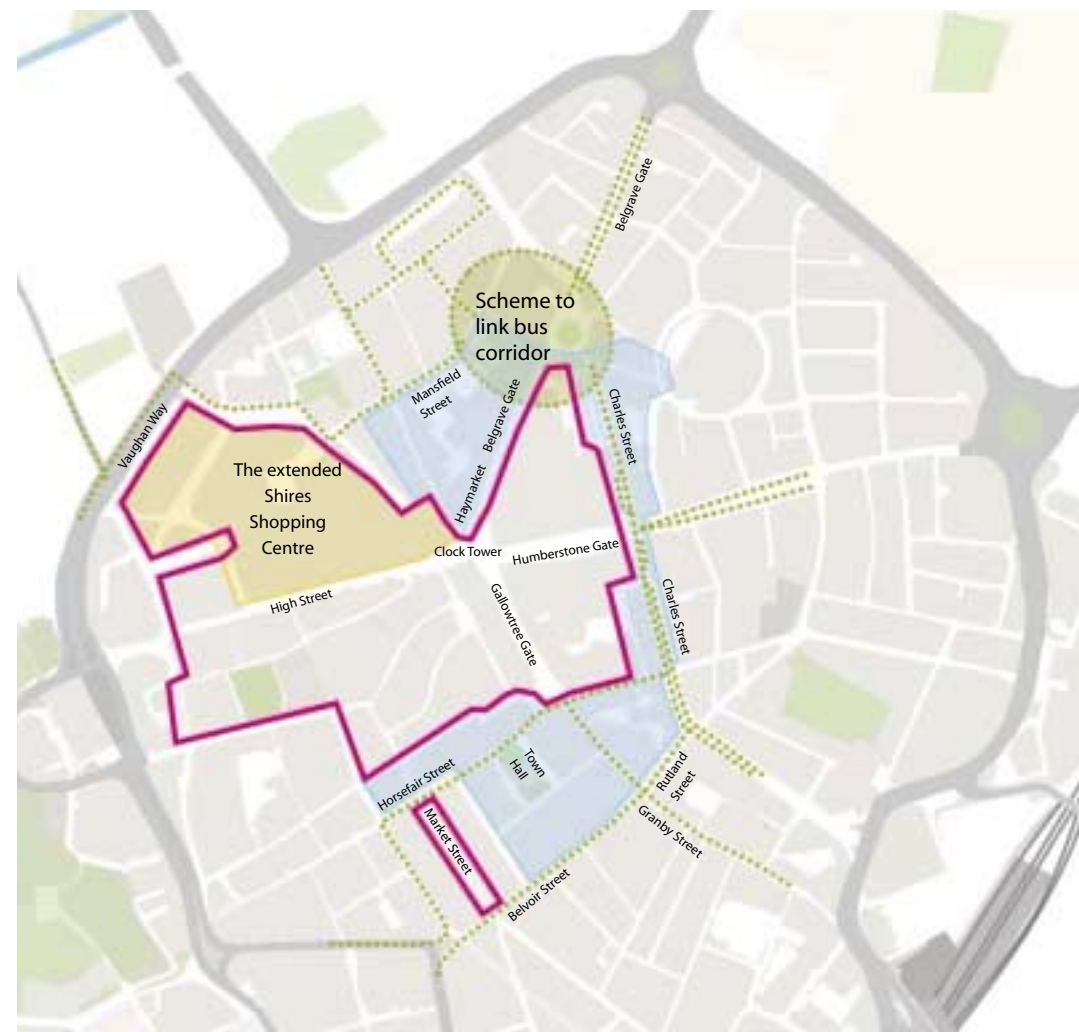 Belgrave Gate
Scheme to
link bus
corridor
Mansfield
Street
Belgrave Gate
Haymarket
Charles Street
Vaughan Way
The extended
Shires
Shopping
Centre
Clock Tower
Humberstone Gate
High Street
Gallowtree Gate
Charles Street
Horsefair Street
Town
Hall
Rutland
Street
Market Street
Granby Street
Belvoir Street